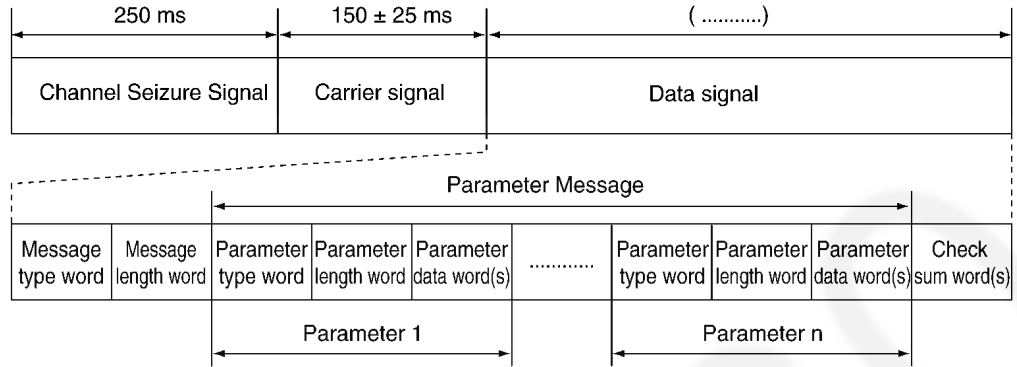 250 ms 150 ± 25 ms ( ...........)
Channel Seizure Signal Carrier signal Data signal
Parameter Message
Message Message Parameter Parameter Parameter Parameter Parameter Parameter Check
type word length word type word length word data word(s) ............ type word length word data word(s) sum word(s)
Parameter 1 Parameter n